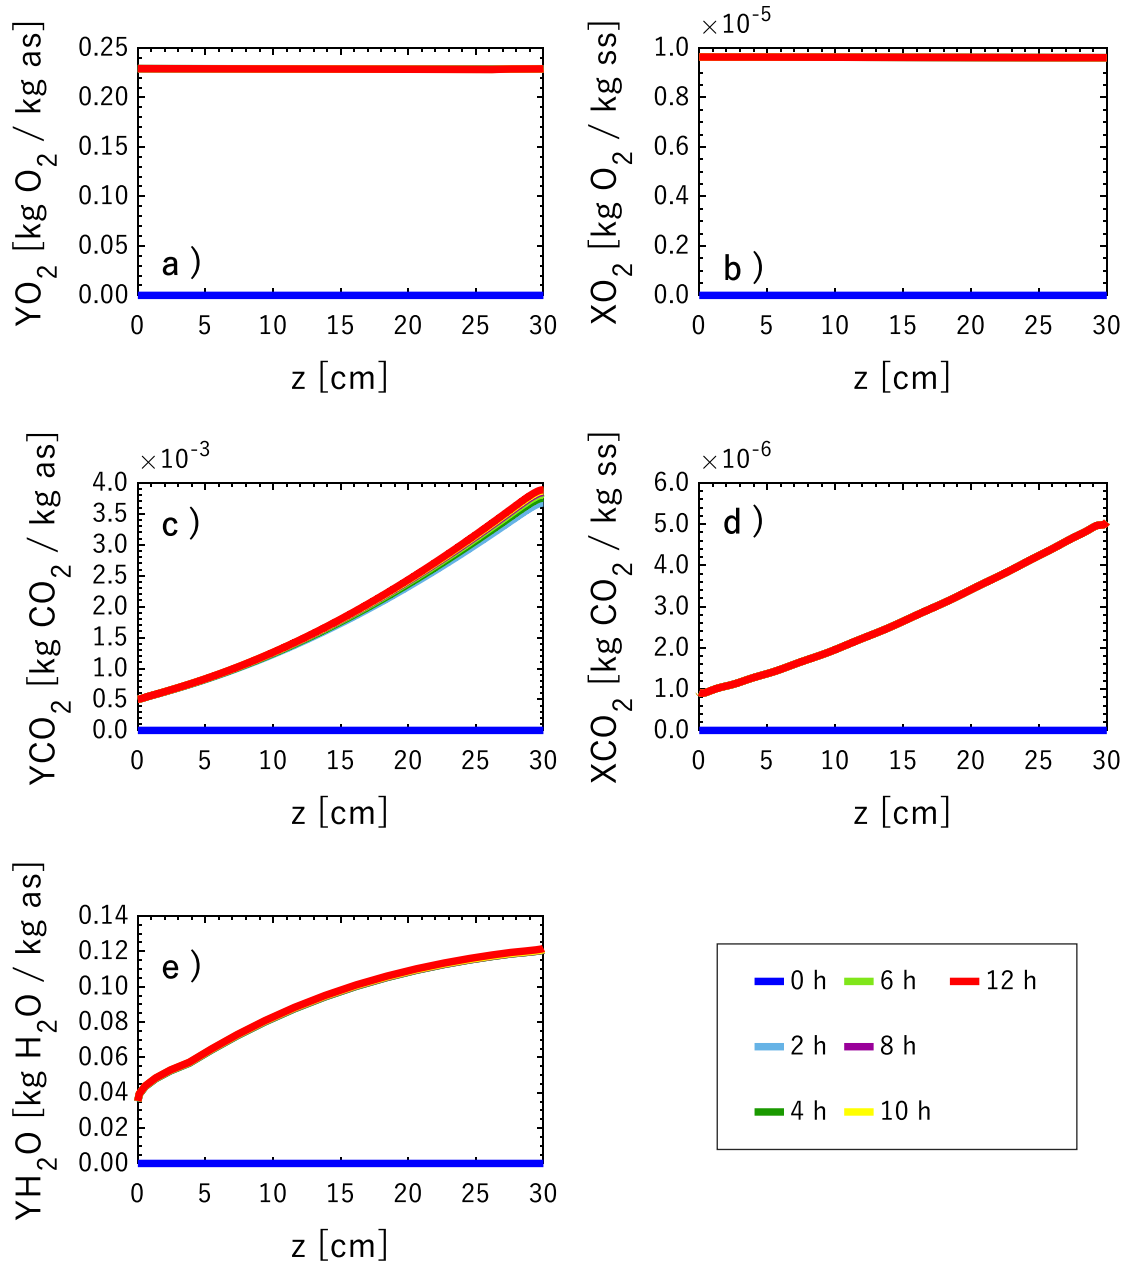 ×10⁻⁵
0.25
0.20
0.15
0.10
0.05
0.00
YO₂ [kg O₂ / kg as]
a )
0 5 10 15 20 25 30
z [cm]
1.0
0.8
0.6
0.4
0.2
0.0
XO₂ [kg O₂ / kg ss]
b )
0 5 10 15 20 25 30
z [cm]
×10⁻³
4.0
3.5
3.0
2.5
2.0
1.5
1.0
0.5
0.0
YCO₂ [kg CO₂ / kg as]
c )
0 5 10 15 20 25 30
z [cm]
×10⁻⁶
6.0
5.0
4.0
3.0
2.0
1.0
0.0
XCO₂ [kg CO₂ / kg ss]
d )
0 5 10 15 20 25 30
z [cm]
0.14
0.12
0.10
0.08
0.06
0.04
0.02
0.00
YH₂O [kg H₂O / kg as]
e )
0 5 10 15 20 25 30
z [cm]
0 h 6 h 12 h
2 h 8 h
4 h 10 h